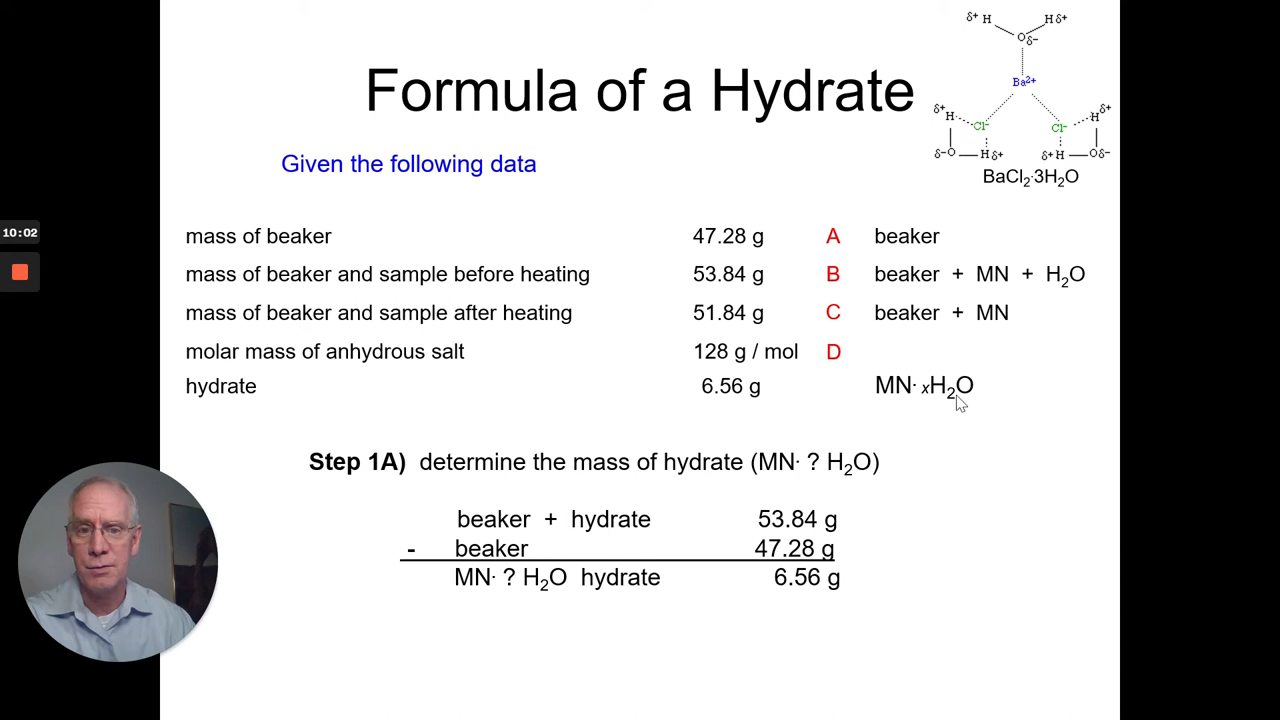 δ+ H H δ+
O δ-
Formula of a Hydrate
Ba2+
δ+ H Cl- Cl- H δ+
Given the following data
δ- O H δ+ δ+ H O δ-
BaCl2·3H2O
10:02
mass of beaker 47.28 g A beaker
mass of beaker and sample before heating 53.84 g B beaker + MN + H2O
mass of beaker and sample after heating 51.84 g C beaker + MN
molar mass of anhydrous salt 128 g / mol D
hydrate 6.56 g MN· xH2O
Step 1A) determine the mass of hydrate (MN· ? H2O)
beaker + hydrate 53.84 g
- beaker 47.28 g
MN· ? H2O hydrate 6.56 g